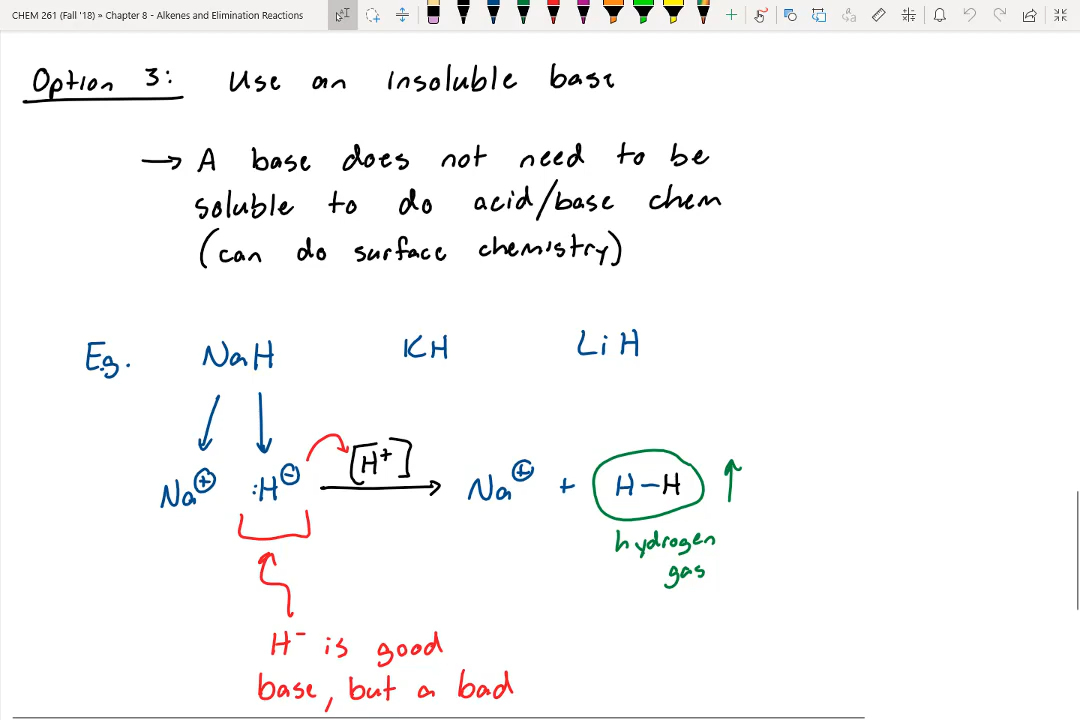 CHEM 261 (Fall '18) » Chapter 8 - Alkenes and Elimination Reactions
Option 3: Use an insoluble base
→ A base does not need to be
soluble to do acid/base chem
(can do surface chemistry)
E.g. NaH KH LiH
Na⊕ :H⊖ [H⁺] → Na⊕ + H–H ↑
hydrogen
gas
H⁻ is good
base, but a bad